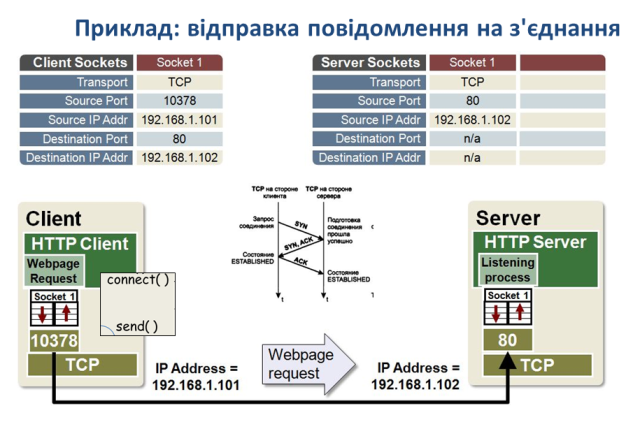 Приклад: відправка повідомлення на з'єднання
Client Sockets Socket 1
Transport TCP
Source Port 10378
Source IP Addr 192.168.1.101
Destination Port 80
Destination IP Addr 192.168.1.102
Server Sockets Socket 1
Transport TCP
Source Port 80
Source IP Addr 192.168.1.102
Destination Port n/a
Destination IP Addr n/a
TCP на стороне
клиента
TCP на стороне
сервера
Запрос
соединения
SYN
Подготовка
соединения
прошла
успешно
SYN, ACK
Состояние
ESTABLISHED
ACK
Состояние
ESTABLISHED
t
t
Client
HTTP Client
Webpage
Request
Socket 1
10378
TCP
connect()
send()
IP Address =
192.168.1.101
Webpage
request
IP Address =
192.168.1.102
Server
HTTP Server
Listening
process
Socket 1
80
TCP